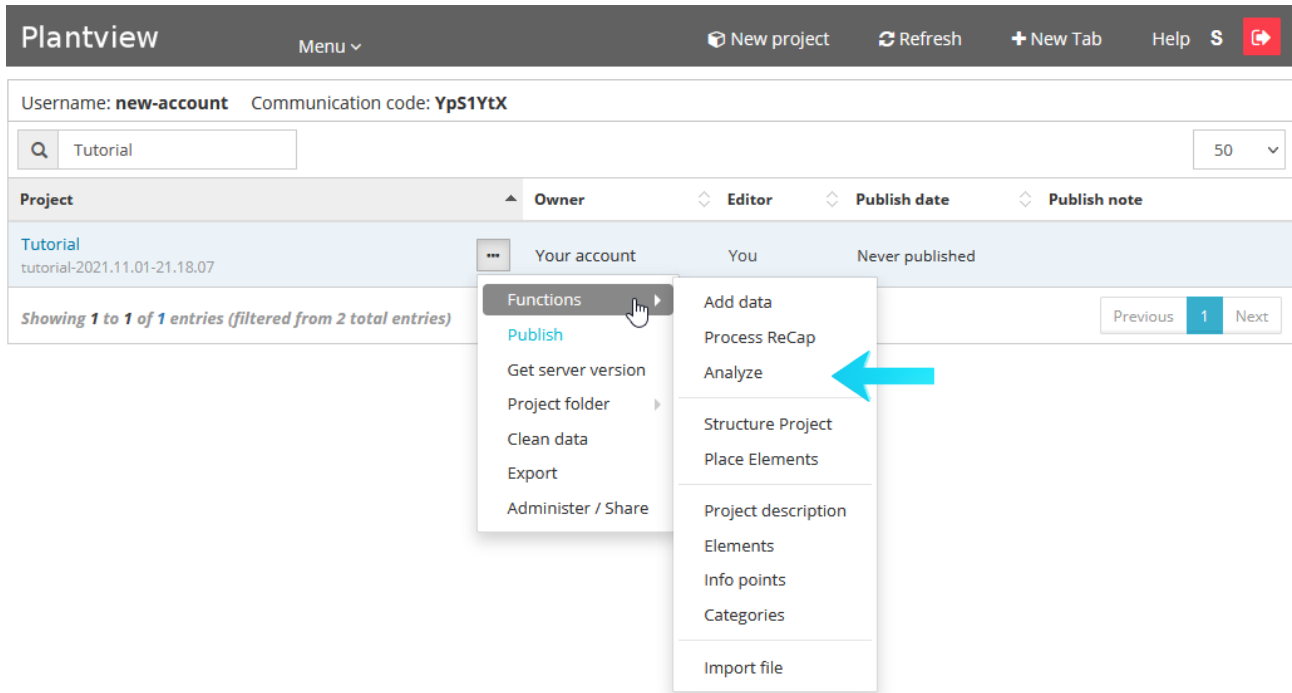 Plantview
Menu
New project
Refresh
New Tab
Help
S
Username: new-account Communication code: YpS1YtX
Tutorial
50
Project
Owner
Editor
Publish date
Publish note
Tutorial
tutorial-2021.11.01-21.18.07
Your account
You
Never published
Showing 1 to 1 of 1 entries (filtered from 2 total entries)
Previous
1
Next
Functions
Publish
Get server version
Project folder
Clean data
Export
Administer / Share
Add data
Process ReCap
Analyze
Structure Project
Place Elements
Project description
Elements
Info points
Categories
Import file